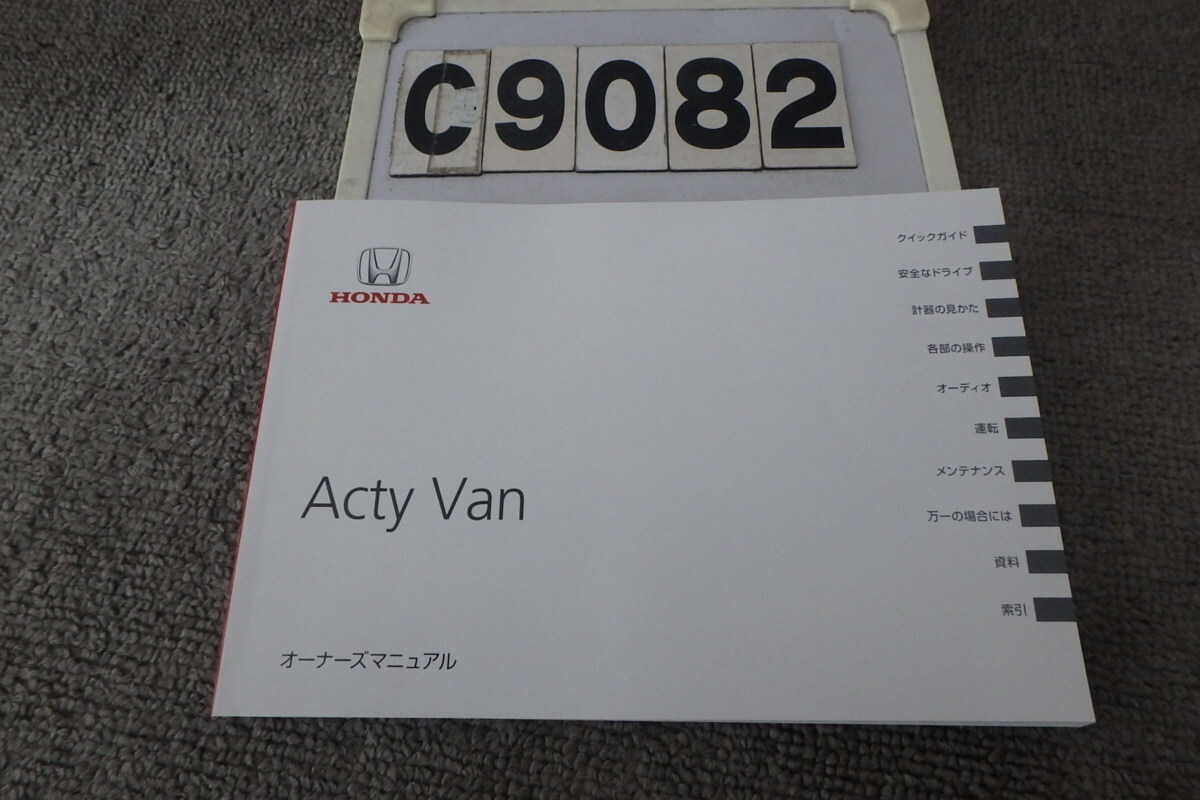 C9082
HONDA
クイックガイド
安全なドライブ
計器の見かた
各部の操作
オーディオ
運転
メンテナンス
万一の場合には
資料
索引
Acty Van
オーナーズマニュアル